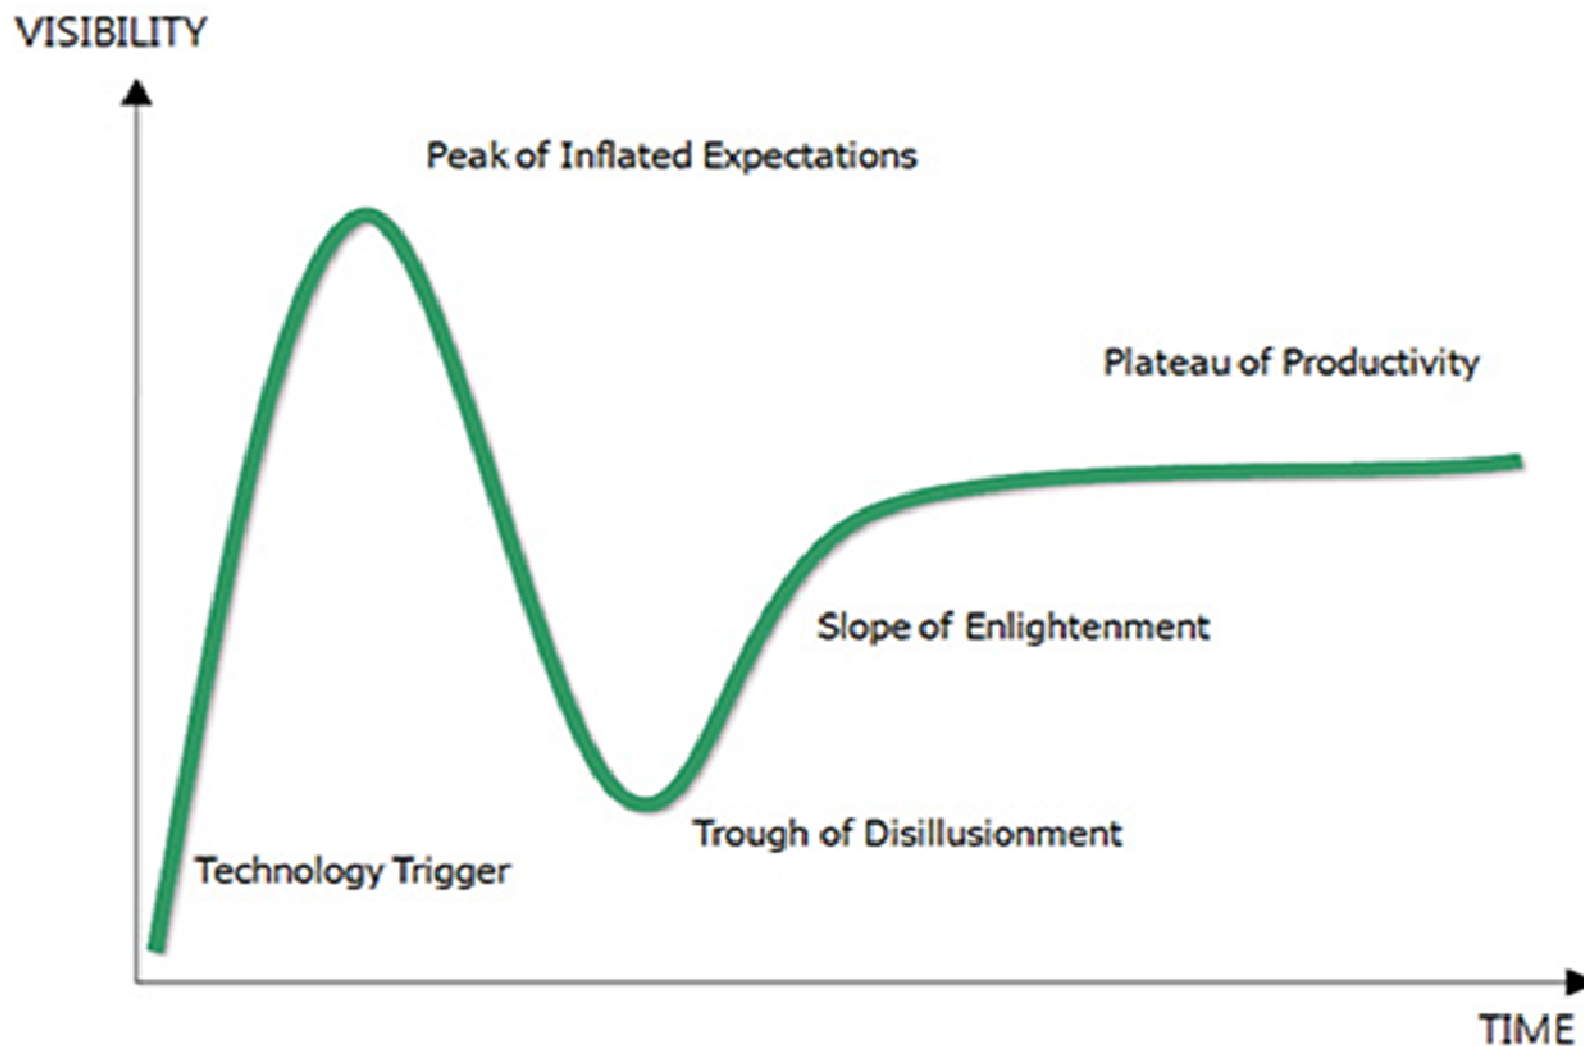 VISIBILITY
Peak of Inflated Expectations
Plateau of Productivity
Slope of Enlightenment
Trough of Disillusionment
Technology Trigger
TIME